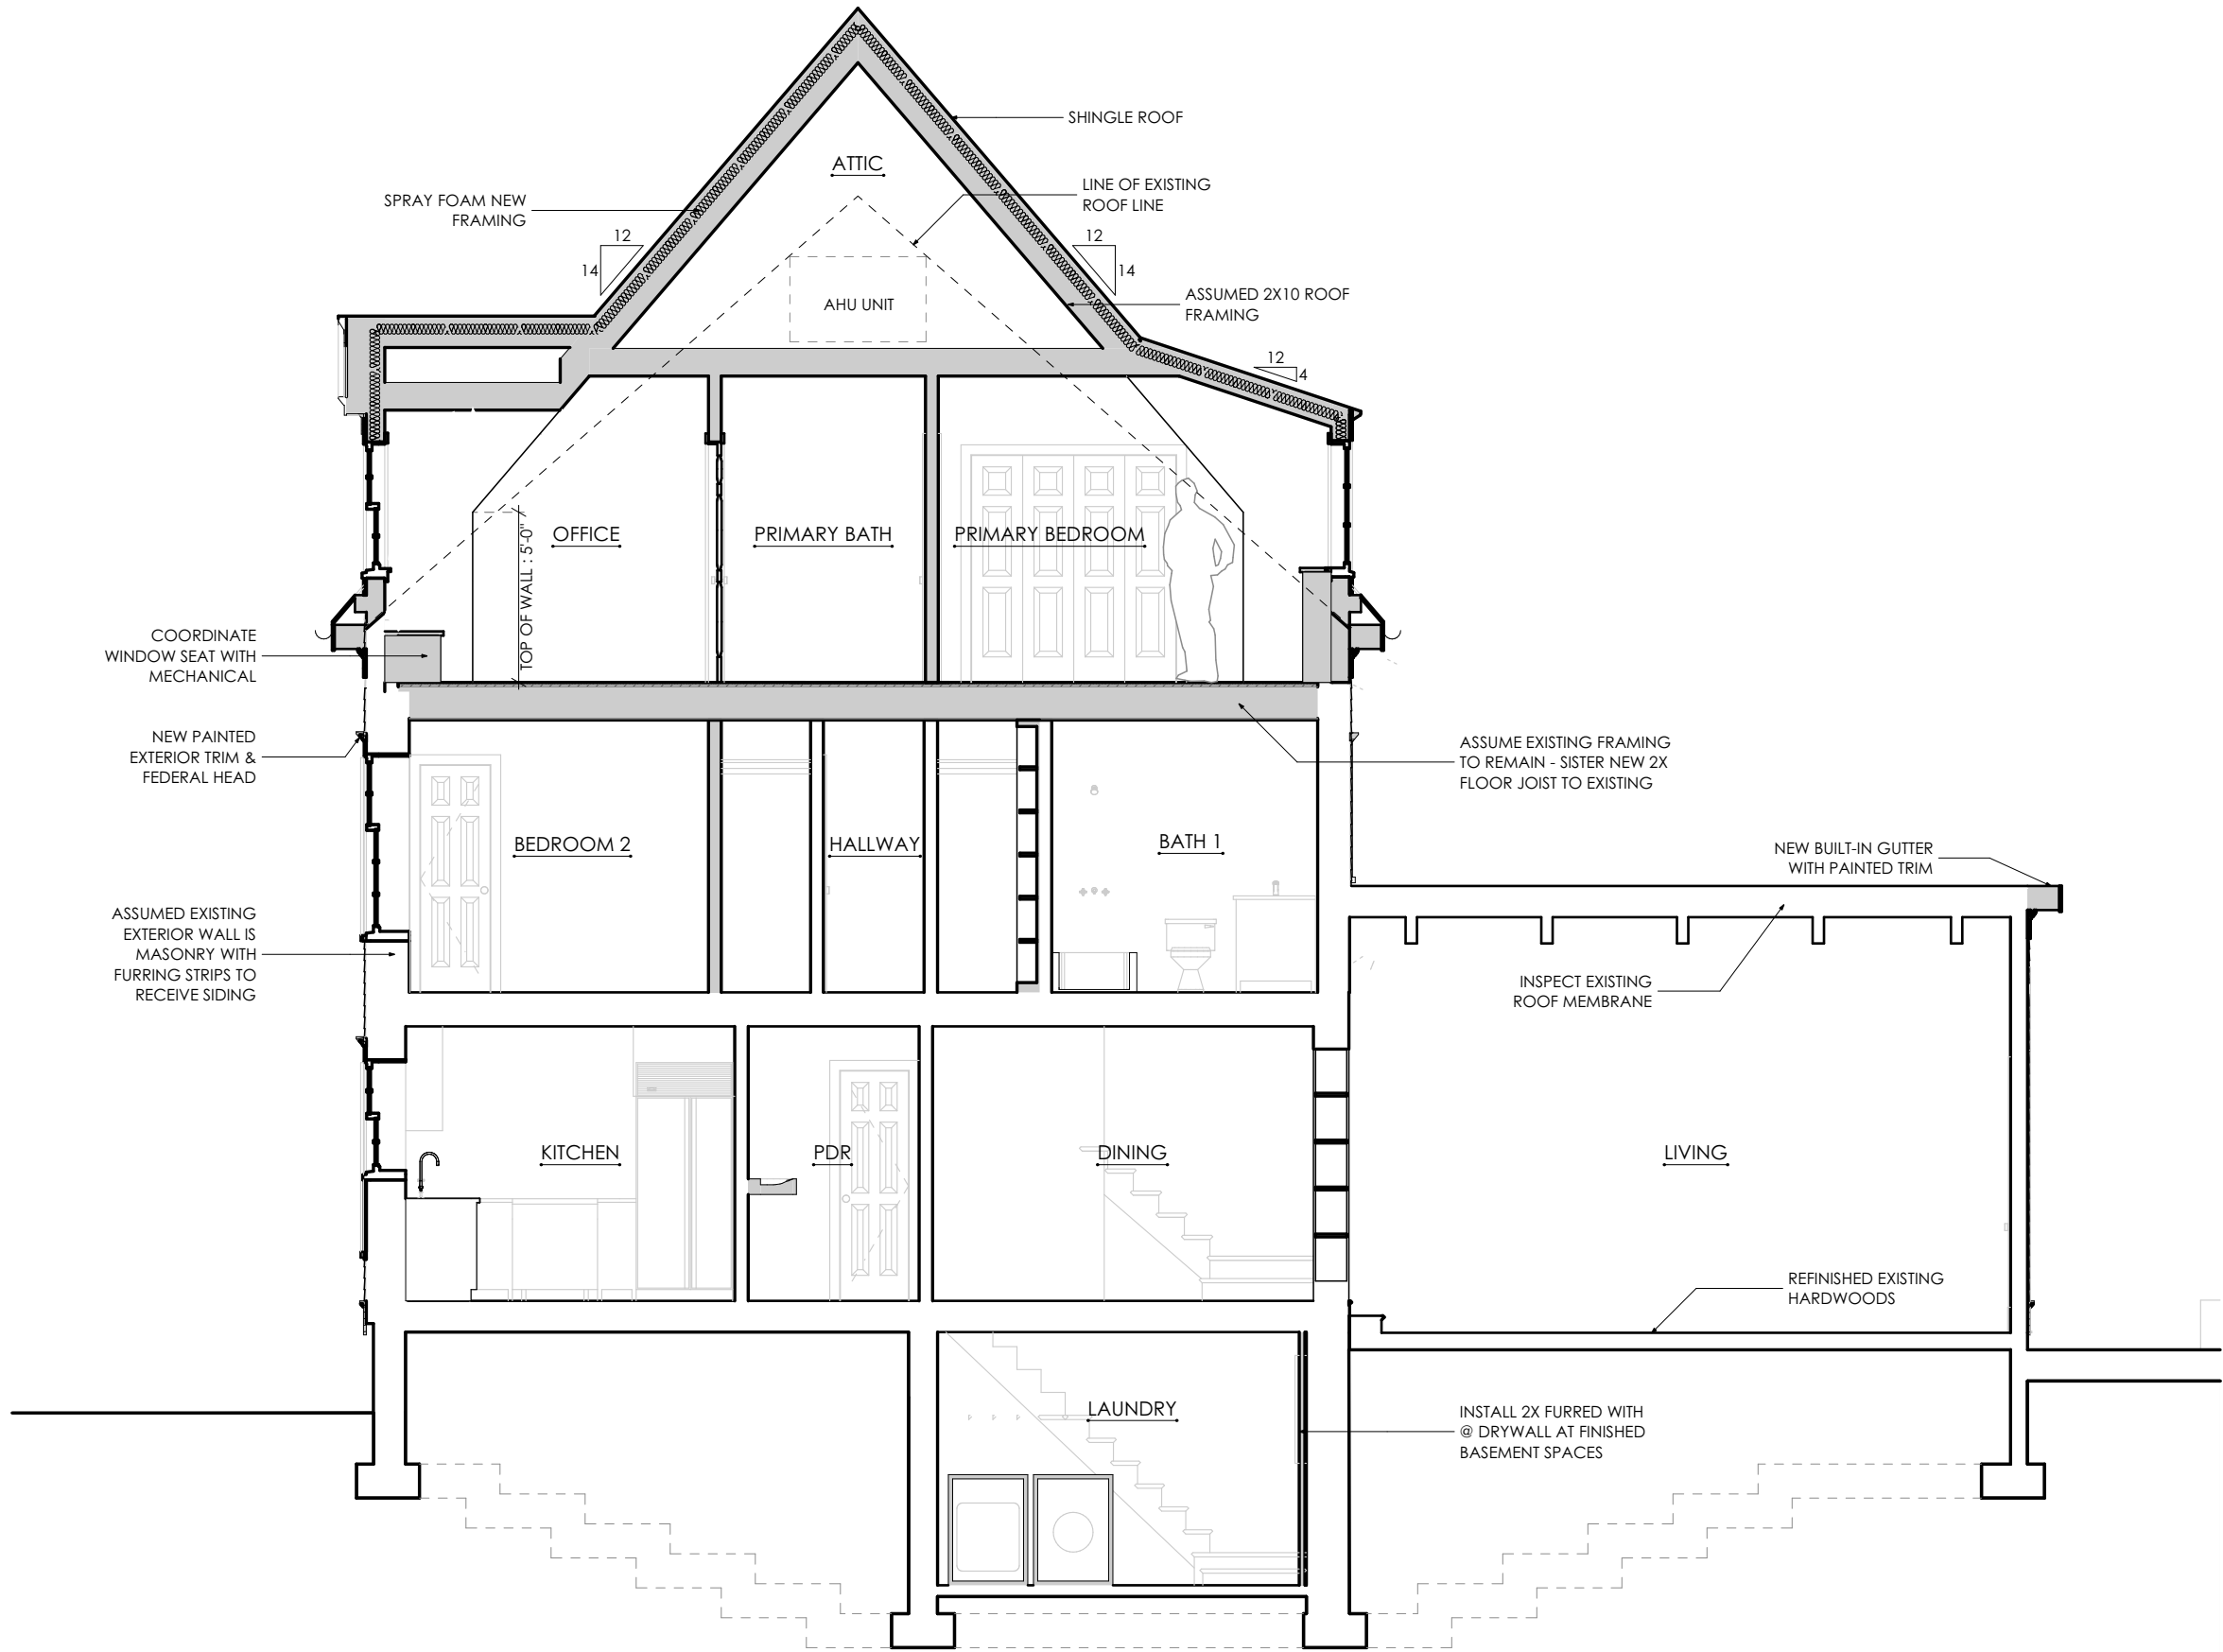 SHINGLE ROOF
ATTIC
LINE OF EXISTING
ROOF LINE
SPRAY FOAM NEW
FRAMING
12
14
12
14
ASSUMED 2X10 ROOF
FRAMING
AHU UNIT
12
4
OFFICE
PRIMARY BATH
PRIMARY BEDROOM
TOP OF WALL : 5'-0"
COORDINATE
WINDOW SEAT WITH
MECHANICAL
NEW PAINTED
EXTERIOR TRIM &
FEDERAL HEAD
ASSUME EXISTING FRAMING
TO REMAIN - SISTER NEW 2X
FLOOR JOIST TO EXISTING
BEDROOM 2
HALLWAY
BATH 1
NEW BUILT-IN GUTTER
WITH PAINTED TRIM
ASSUMED EXISTING
EXTERIOR WALL IS
MASONRY WITH
FURRING STRIPS TO
RECEIVE SIDING
INSPECT EXISTING
ROOF MEMBRANE
KITCHEN
PDR
DINING
LIVING
REFINISHED EXISTING
HARDWOODS
LAUNDRY
INSTALL 2X FURRED WITH
@ DRYWALL AT FINISHED
BASEMENT SPACES